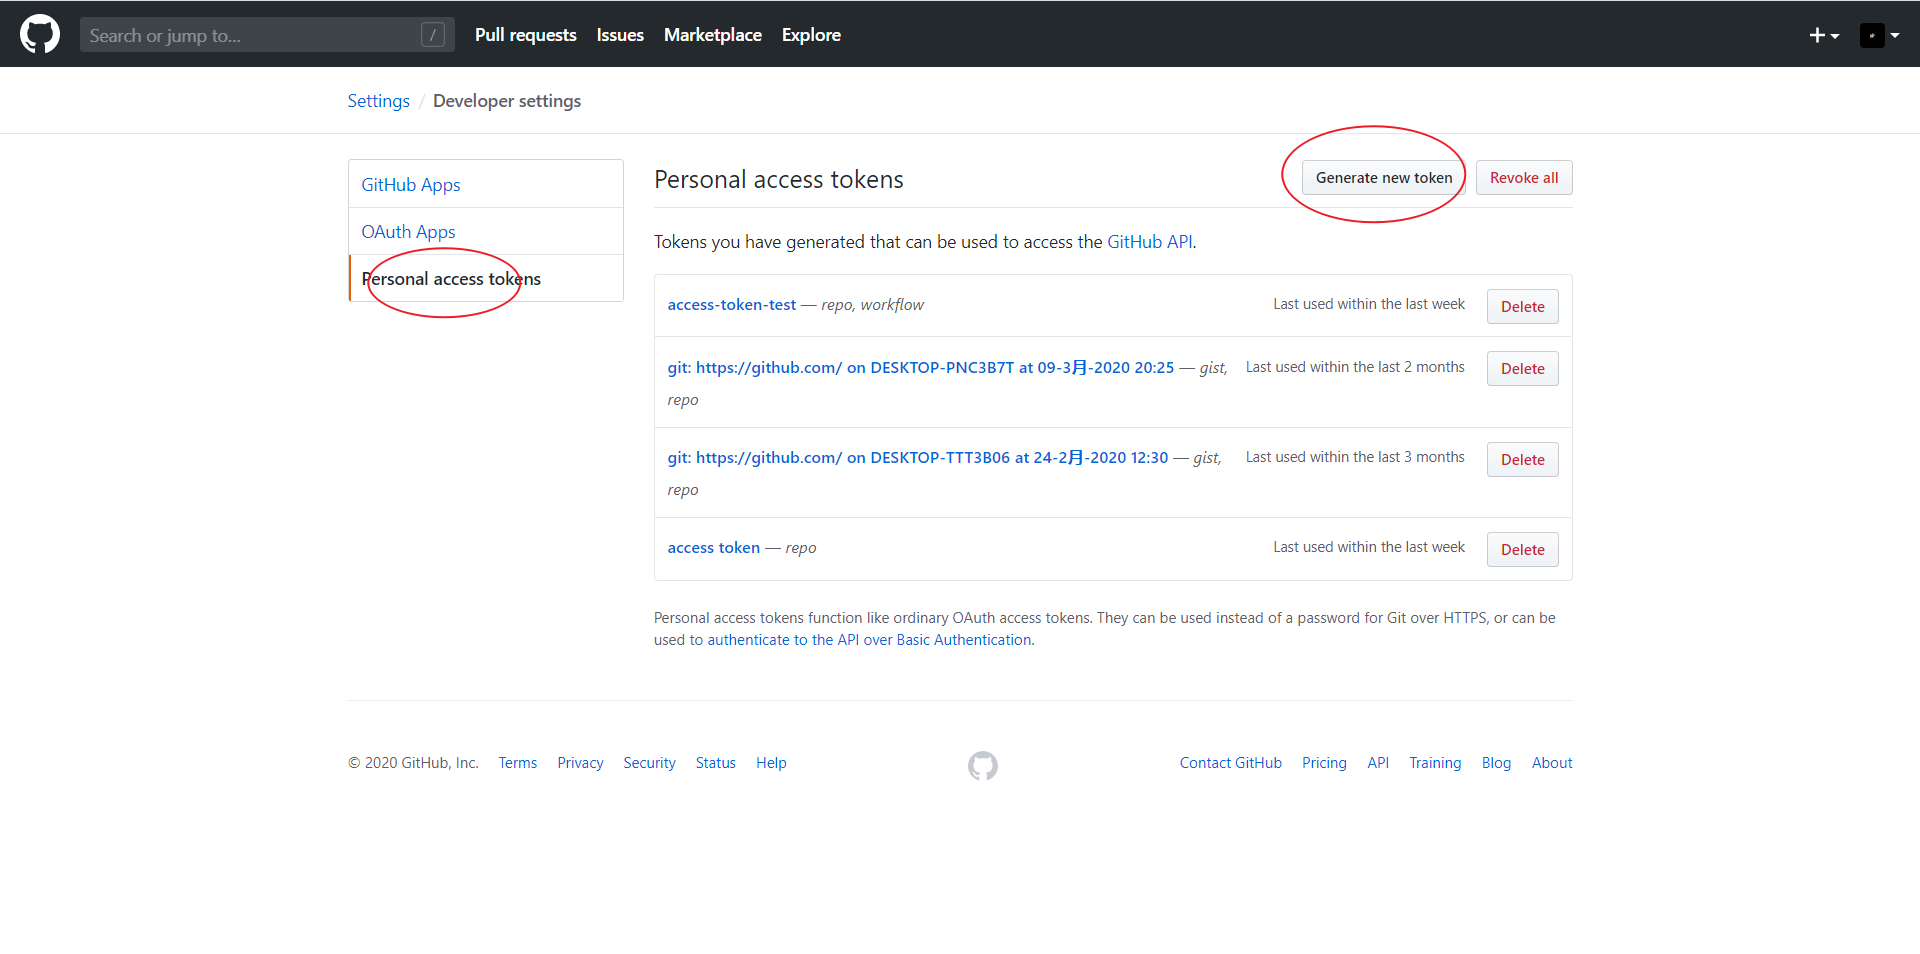 Search or jump to... /
Pull requests Issues Marketplace Explore
Settings / Developer settings
GitHub Apps
OAuth Apps
Personal access tokens
Personal access tokens
Generate new token
Revoke all
Tokens you have generated that can be used to access the GitHub API.
access-token-test — repo, workflow
Last used within the last week
Delete
git: https://github.com/ on DESKTOP-PNC3B7T at 09-3月-2020 20:25 — gist,
repo
Last used within the last 2 months
Delete
git: https://github.com/ on DESKTOP-TTT3B06 at 24-2月-2020 12:30 — gist,
repo
Last used within the last 3 months
Delete
access token — repo
Last used within the last week
Delete
Personal access tokens function like ordinary OAuth access tokens. They can be used instead of a password for Git over HTTPS, or can be
used to authenticate to the API over Basic Authentication.
© 2020 GitHub, Inc. Terms Privacy Security Status Help
Contact GitHub Pricing API Training Blog About